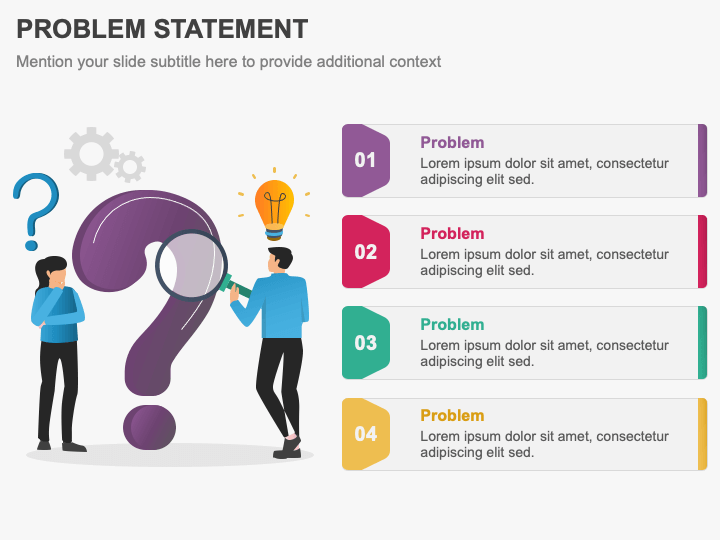 PROBLEM STATEMENT
Mention your slide subtitle here to provide additional context
01
Problem
Lorem ipsum dolor sit amet, consectetur
adipiscing elit sed.
02
Problem
Lorem ipsum dolor sit amet, consectetur
adipiscing elit sed.
03
Problem
Lorem ipsum dolor sit amet, consectetur
adipiscing elit sed.
04
Problem
Lorem ipsum dolor sit amet, consectetur
adipiscing elit sed.